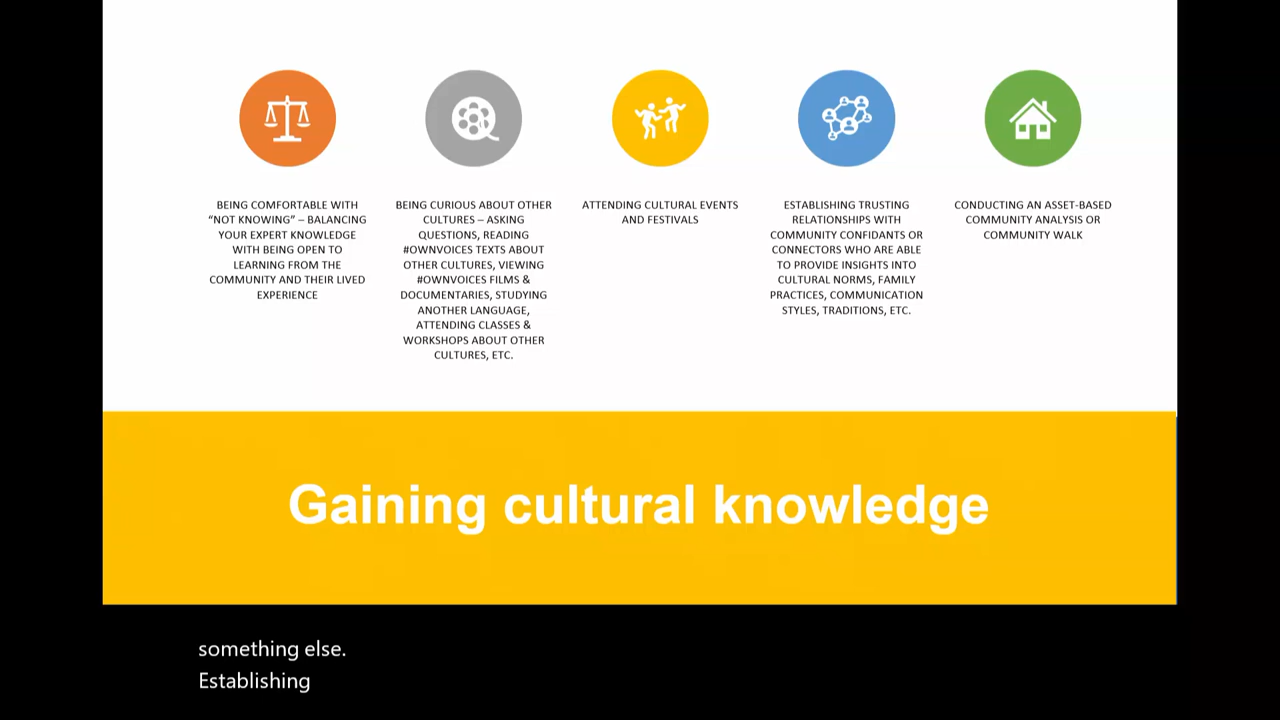 BEING COMFORTABLE WITH
“NOT KNOWING” – BALANCING
YOUR EXPERT KNOWLEDGE
WITH BEING OPEN TO
LEARNING FROM THE
COMMUNITY AND THEIR LIVED
EXPERIENCE
BEING CURIOUS ABOUT OTHER
CULTURES – ASKING
QUESTIONS, READING
#OWNVOICES TEXTS ABOUT
OTHER CULTURES, VIEWING
#OWNVOICES FILMS &
DOCUMENTARIES, STUDYING
ANOTHER LANGUAGE,
ATTENDING CLASSES &
WORKSHOPS ABOUT OTHER
CULTURES, ETC.
ATTENDING CULTURAL EVENTS
AND FESTIVALS
ESTABLISHING TRUSTING
RELATIONSHIPS WITH
COMMUNITY CONFIDANTS OR
CONNECTORS WHO ARE ABLE
TO PROVIDE INSIGHTS INTO
CULTURAL NORMS, FAMILY
PRACTICES, COMMUNICATION
STYLES, TRADITIONS, ETC.
CONDUCTING AN ASSET-BASED
COMMUNITY ANALYSIS OR
COMMUNITY WALK
Gaining cultural knowledge
something else.
Establishing